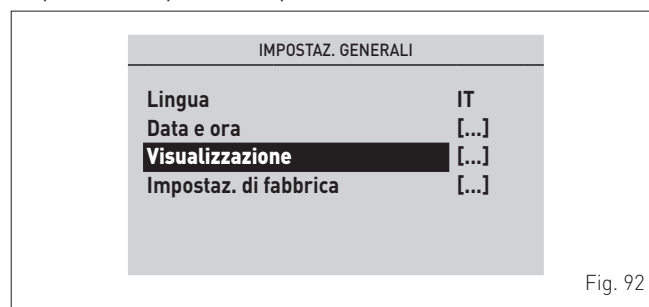 IMPOSTAZ. GENERALI
Lingua IT
Data e ora [...]
Visualizzazione [...]
Impostaz. di fabbrica [...]
Fig. 92